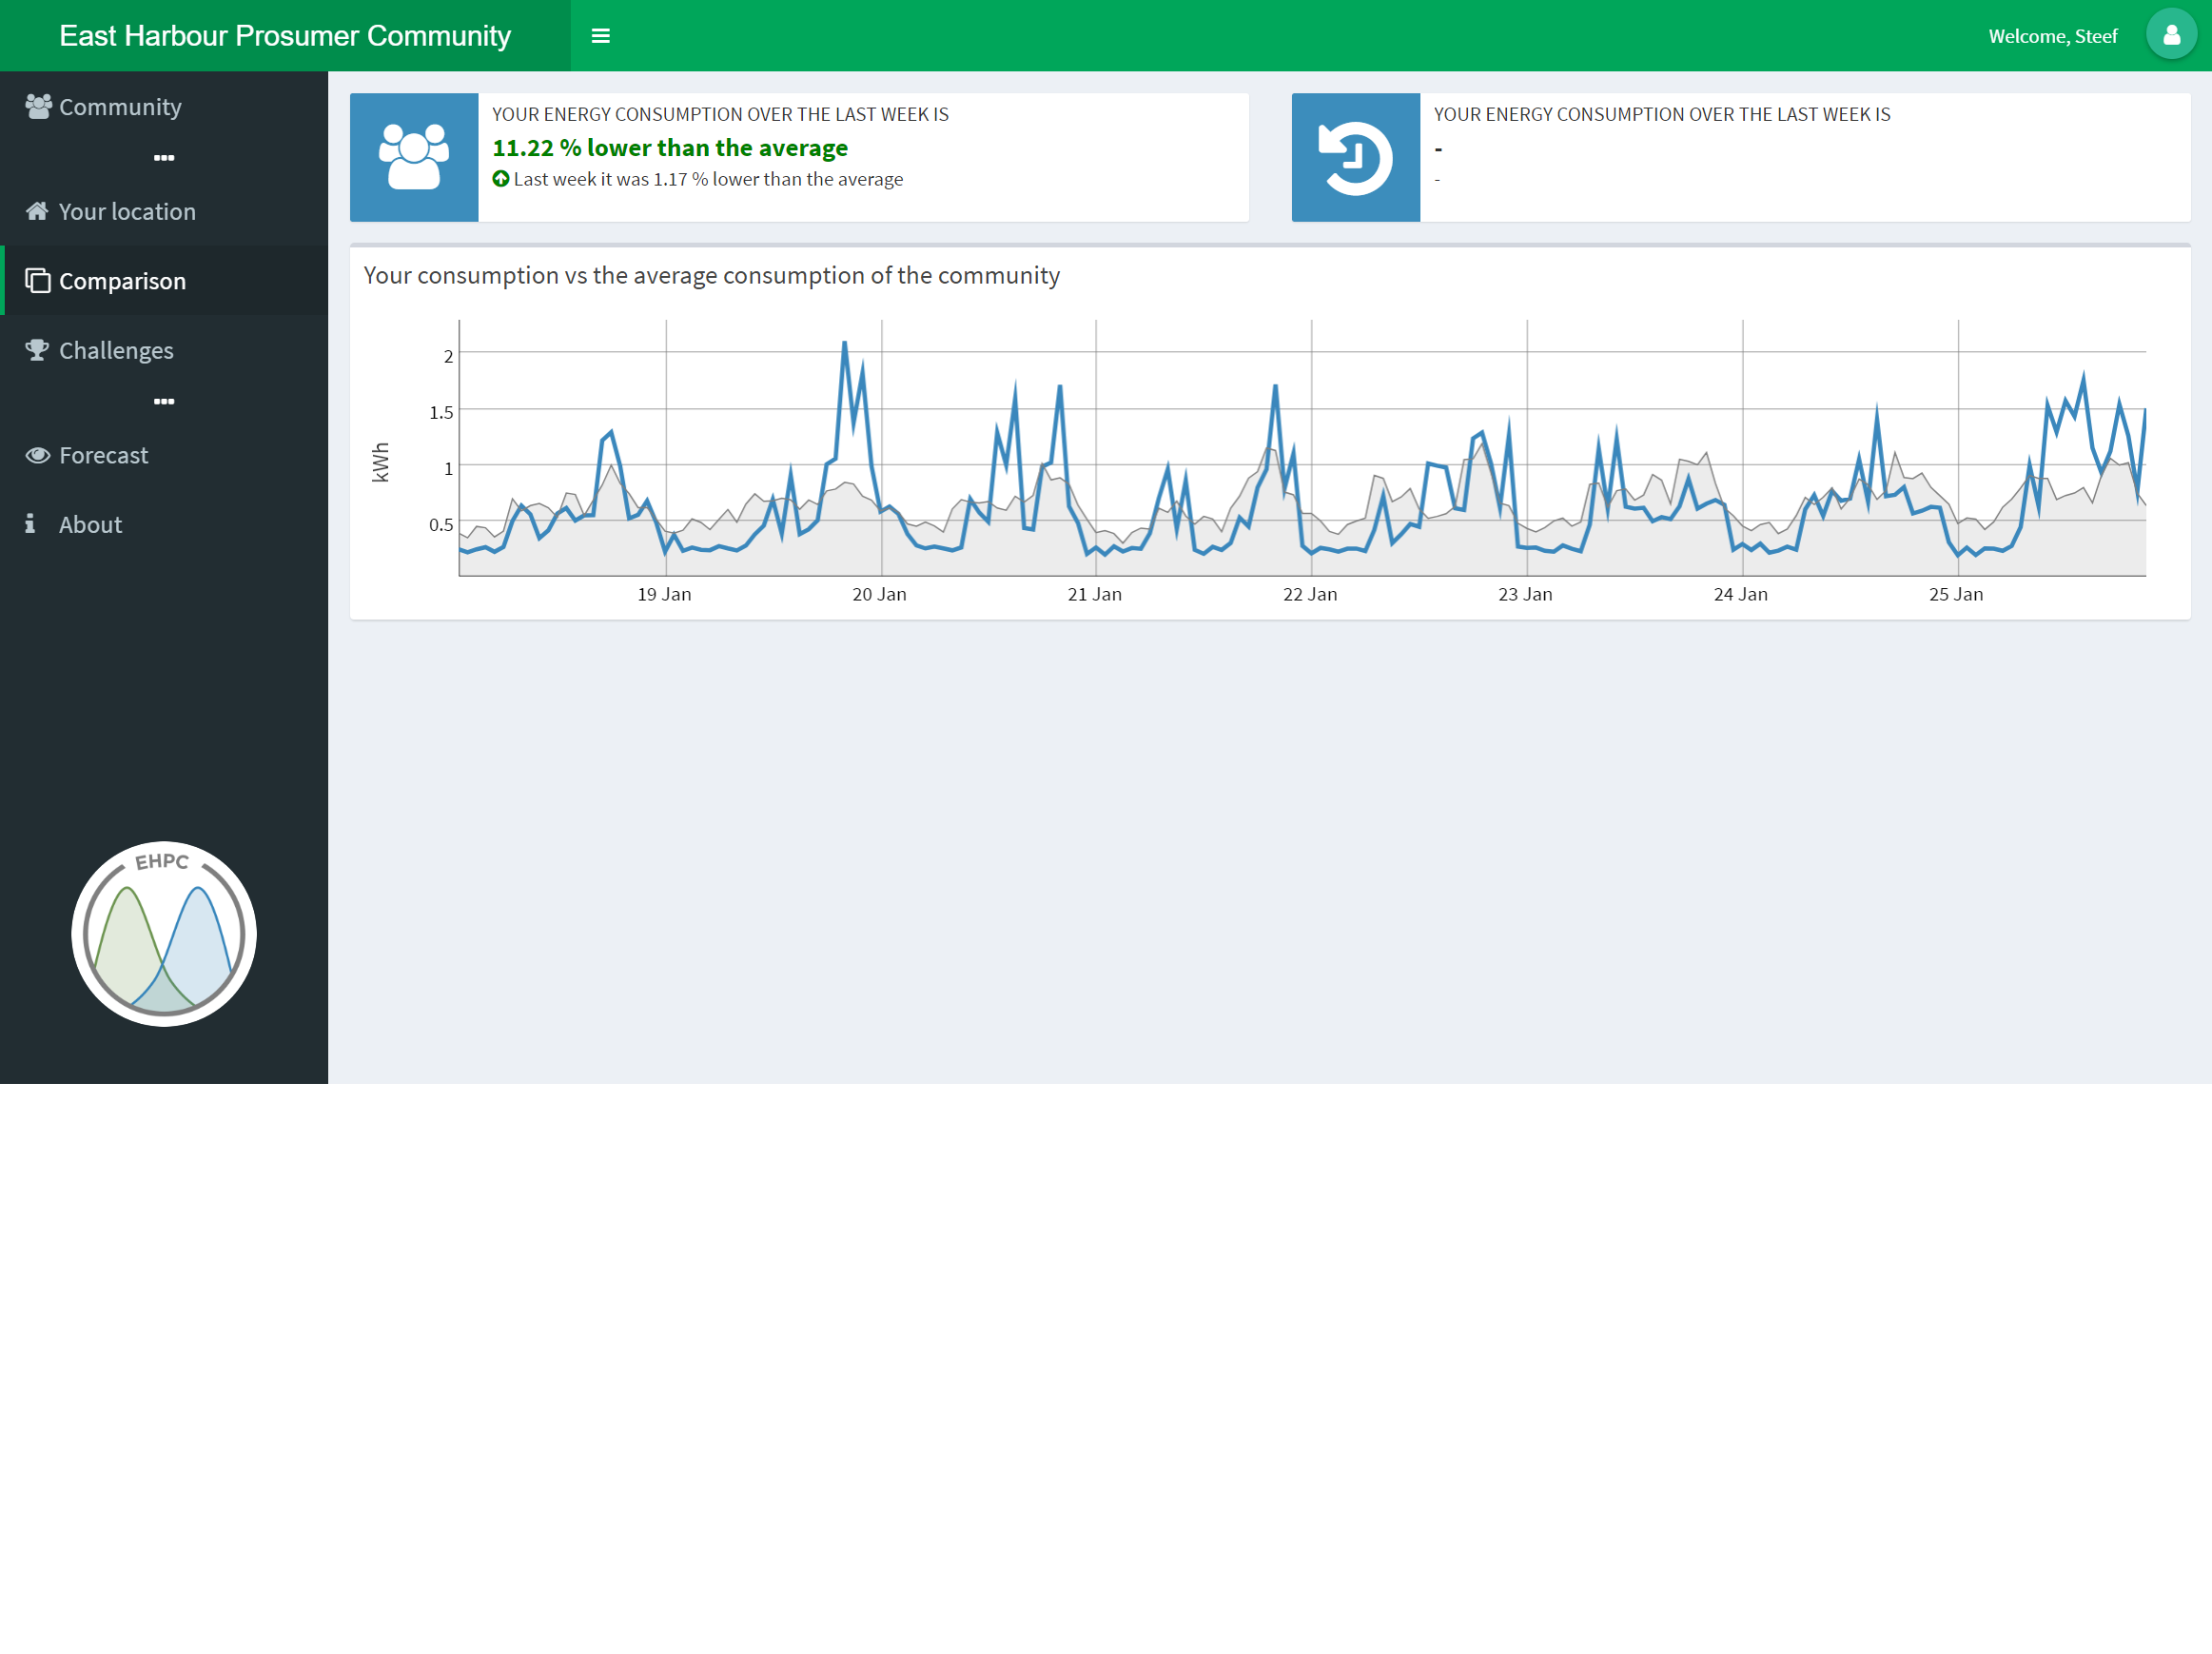 East Harbour Prosumer Community
Welcome, Steef
Community
Your location
Comparison
Challenges
Forecast
About
EHPC
YOUR ENERGY CONSUMPTION OVER THE LAST WEEK IS
11.22 % lower than the average
Last week it was 1.17 % lower than the average
YOUR ENERGY CONSUMPTION OVER THE LAST WEEK IS
-
-
Your consumption vs the average consumption of the community
kWh
2
1.5
1
0.5
19 Jan
20 Jan
21 Jan
22 Jan
23 Jan
24 Jan
25 Jan